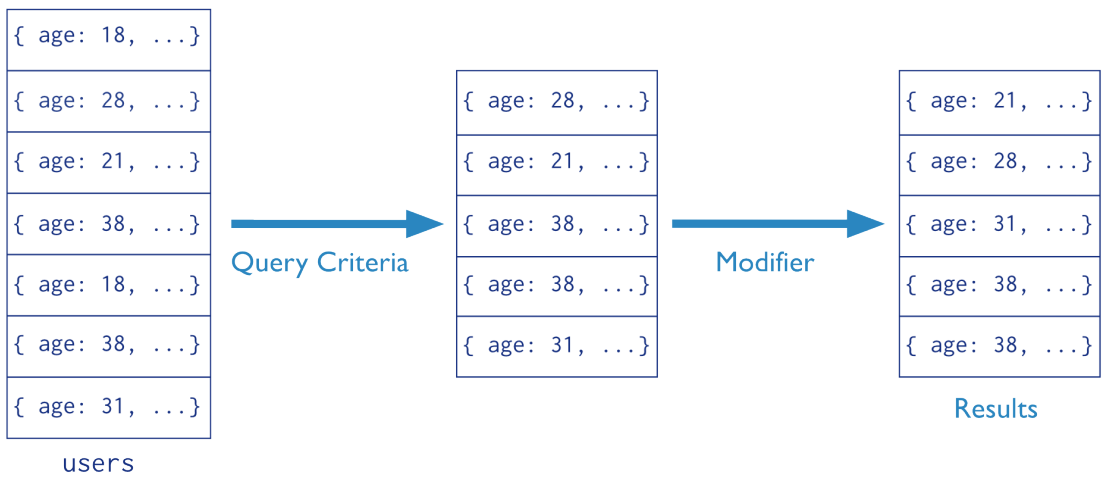 { age: 18, ...}
{ age: 28, ...}
{ age: 21, ...}
{ age: 38, ...}
{ age: 18, ...}
{ age: 38, ...}
{ age: 31, ...}
users
Query Criteria
{ age: 28, ...}
{ age: 21, ...}
{ age: 38, ...}
{ age: 38, ...}
{ age: 31, ...}
Modifier
{ age: 21, ...}
{ age: 28, ...}
{ age: 31, ...}
{ age: 38, ...}
{ age: 38, ...}
Results